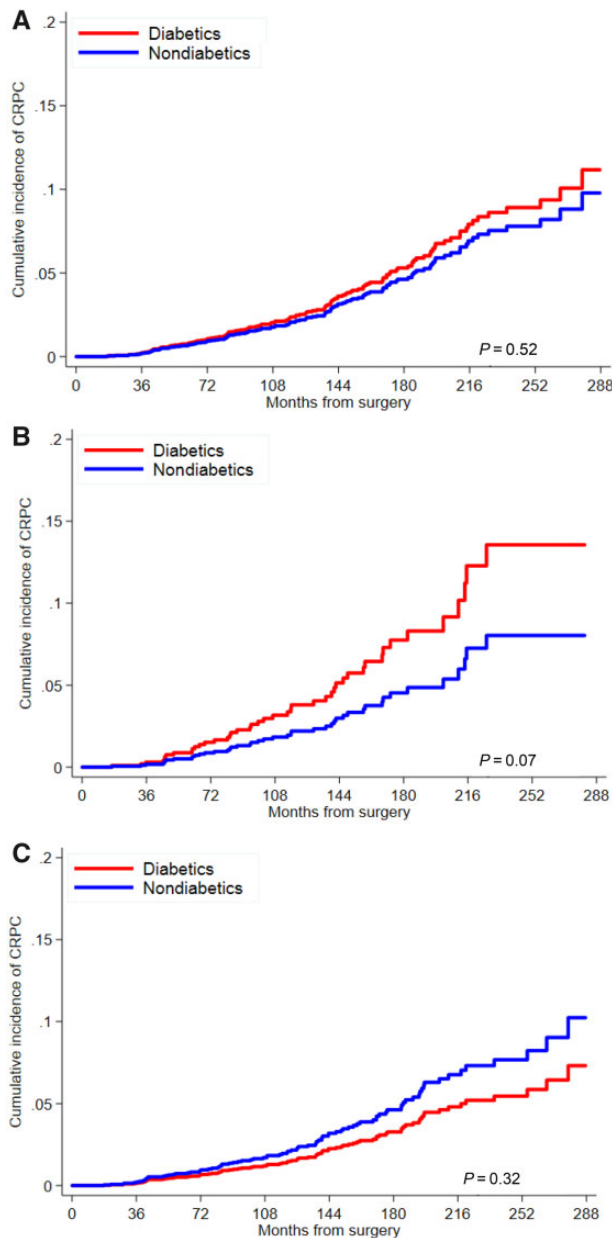 A
.2
Diabetics
Nondiabetics
.15
Cumulative incidence of CRPC
.1
.05
0
P = 0.52
0 36 72 108 144 180 216 252 288
Months from surgery
B
.2
Diabetics
Nondiabetics
.15
Cumulative incidence of CRPC
.1
.05
0
P = 0.07
0 36 72 108 144 180 216 252 288
Months from surgery
C
.2
Diabetics
Nondiabetics
.15
Cumulative incidence of CRPC
.1
.05
0
P = 0.32
0 36 72 108 144 180 216 252 288
Months from surgery